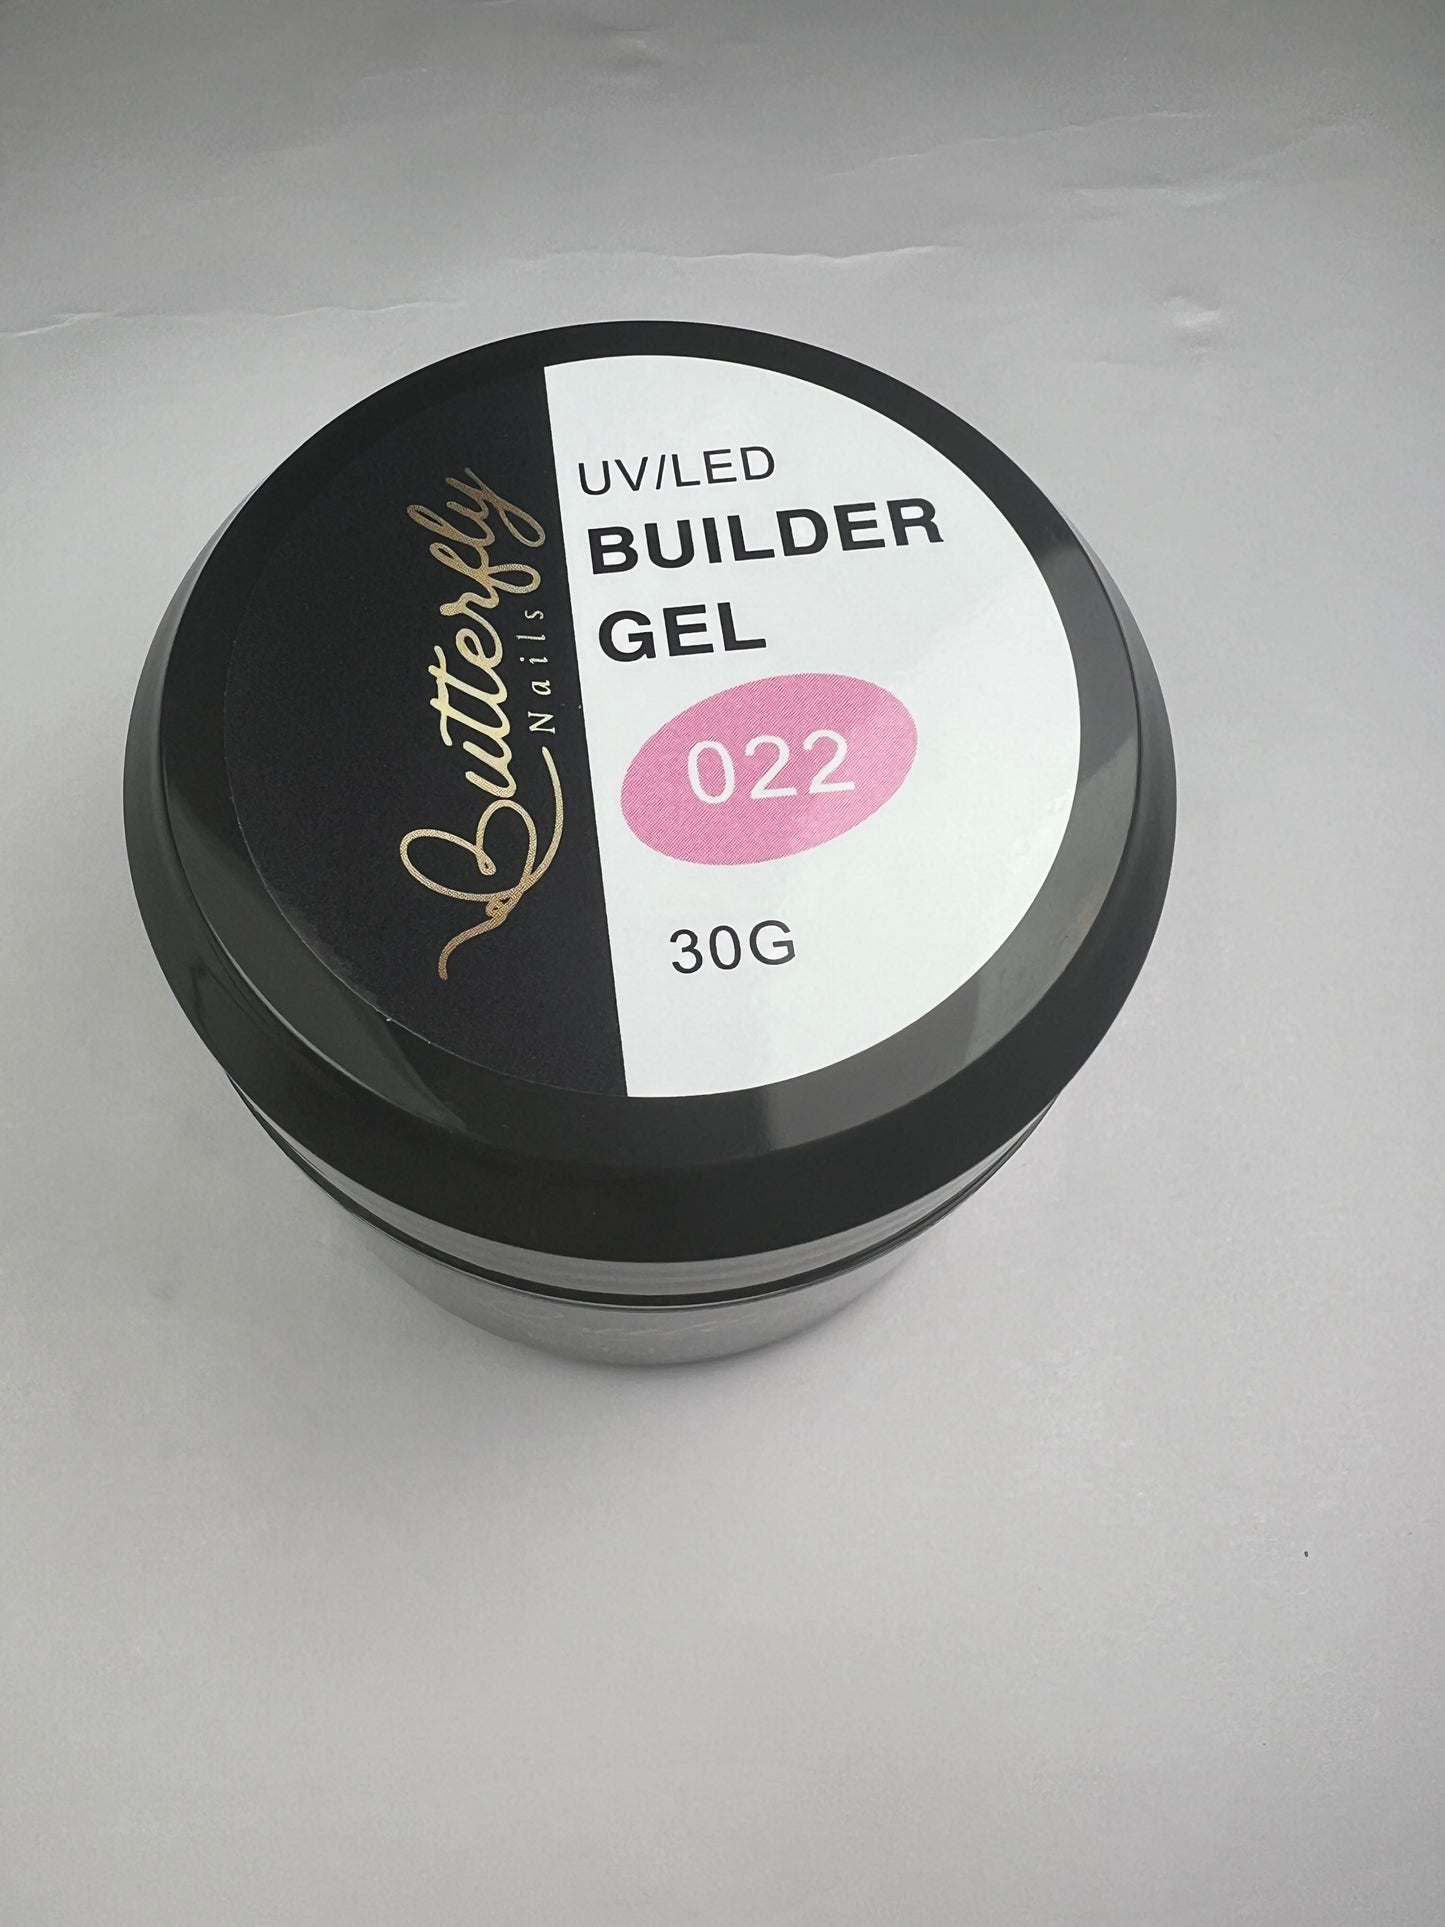 Butterfly
Nails
UV/LED
BUILDER
GEL
022
30G